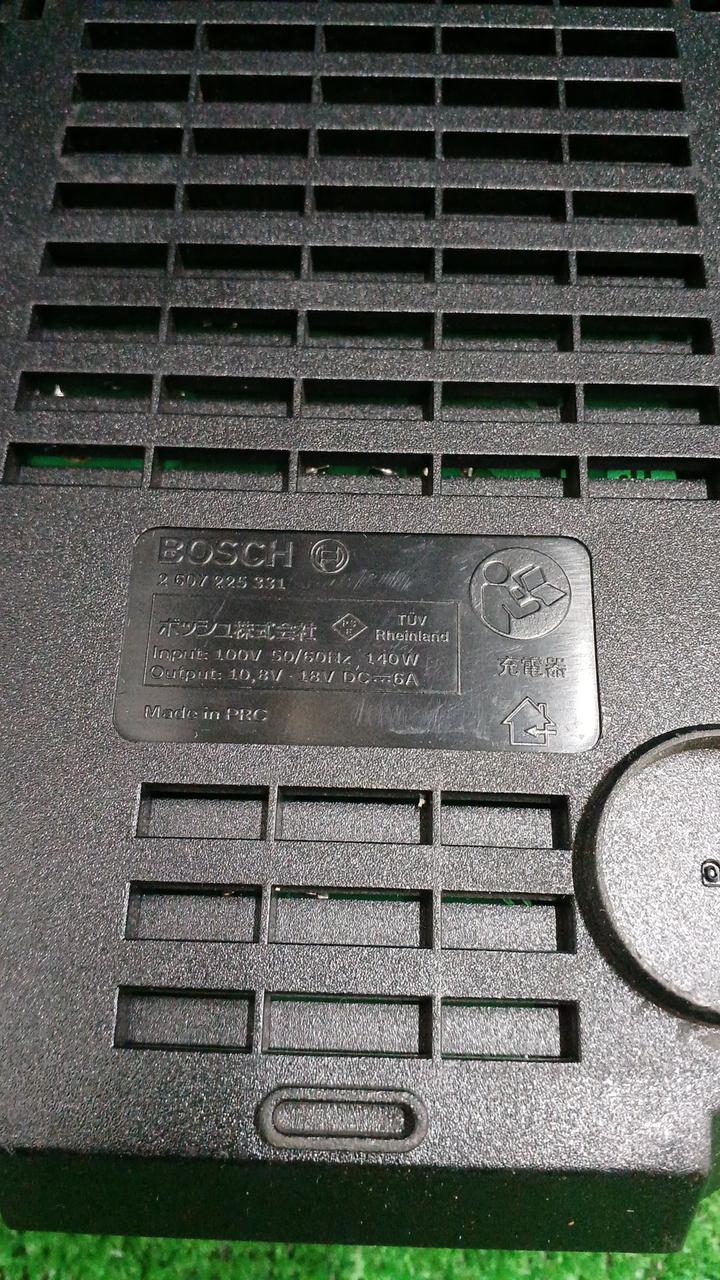 BOSCH
2 607 225 331
ボッシュ株式会社
TÜV
Rheinland
Input: 100V 50/60Hz 140W
Output: 10,8V - 18V DC⎓6A
充電器
Made in PRC